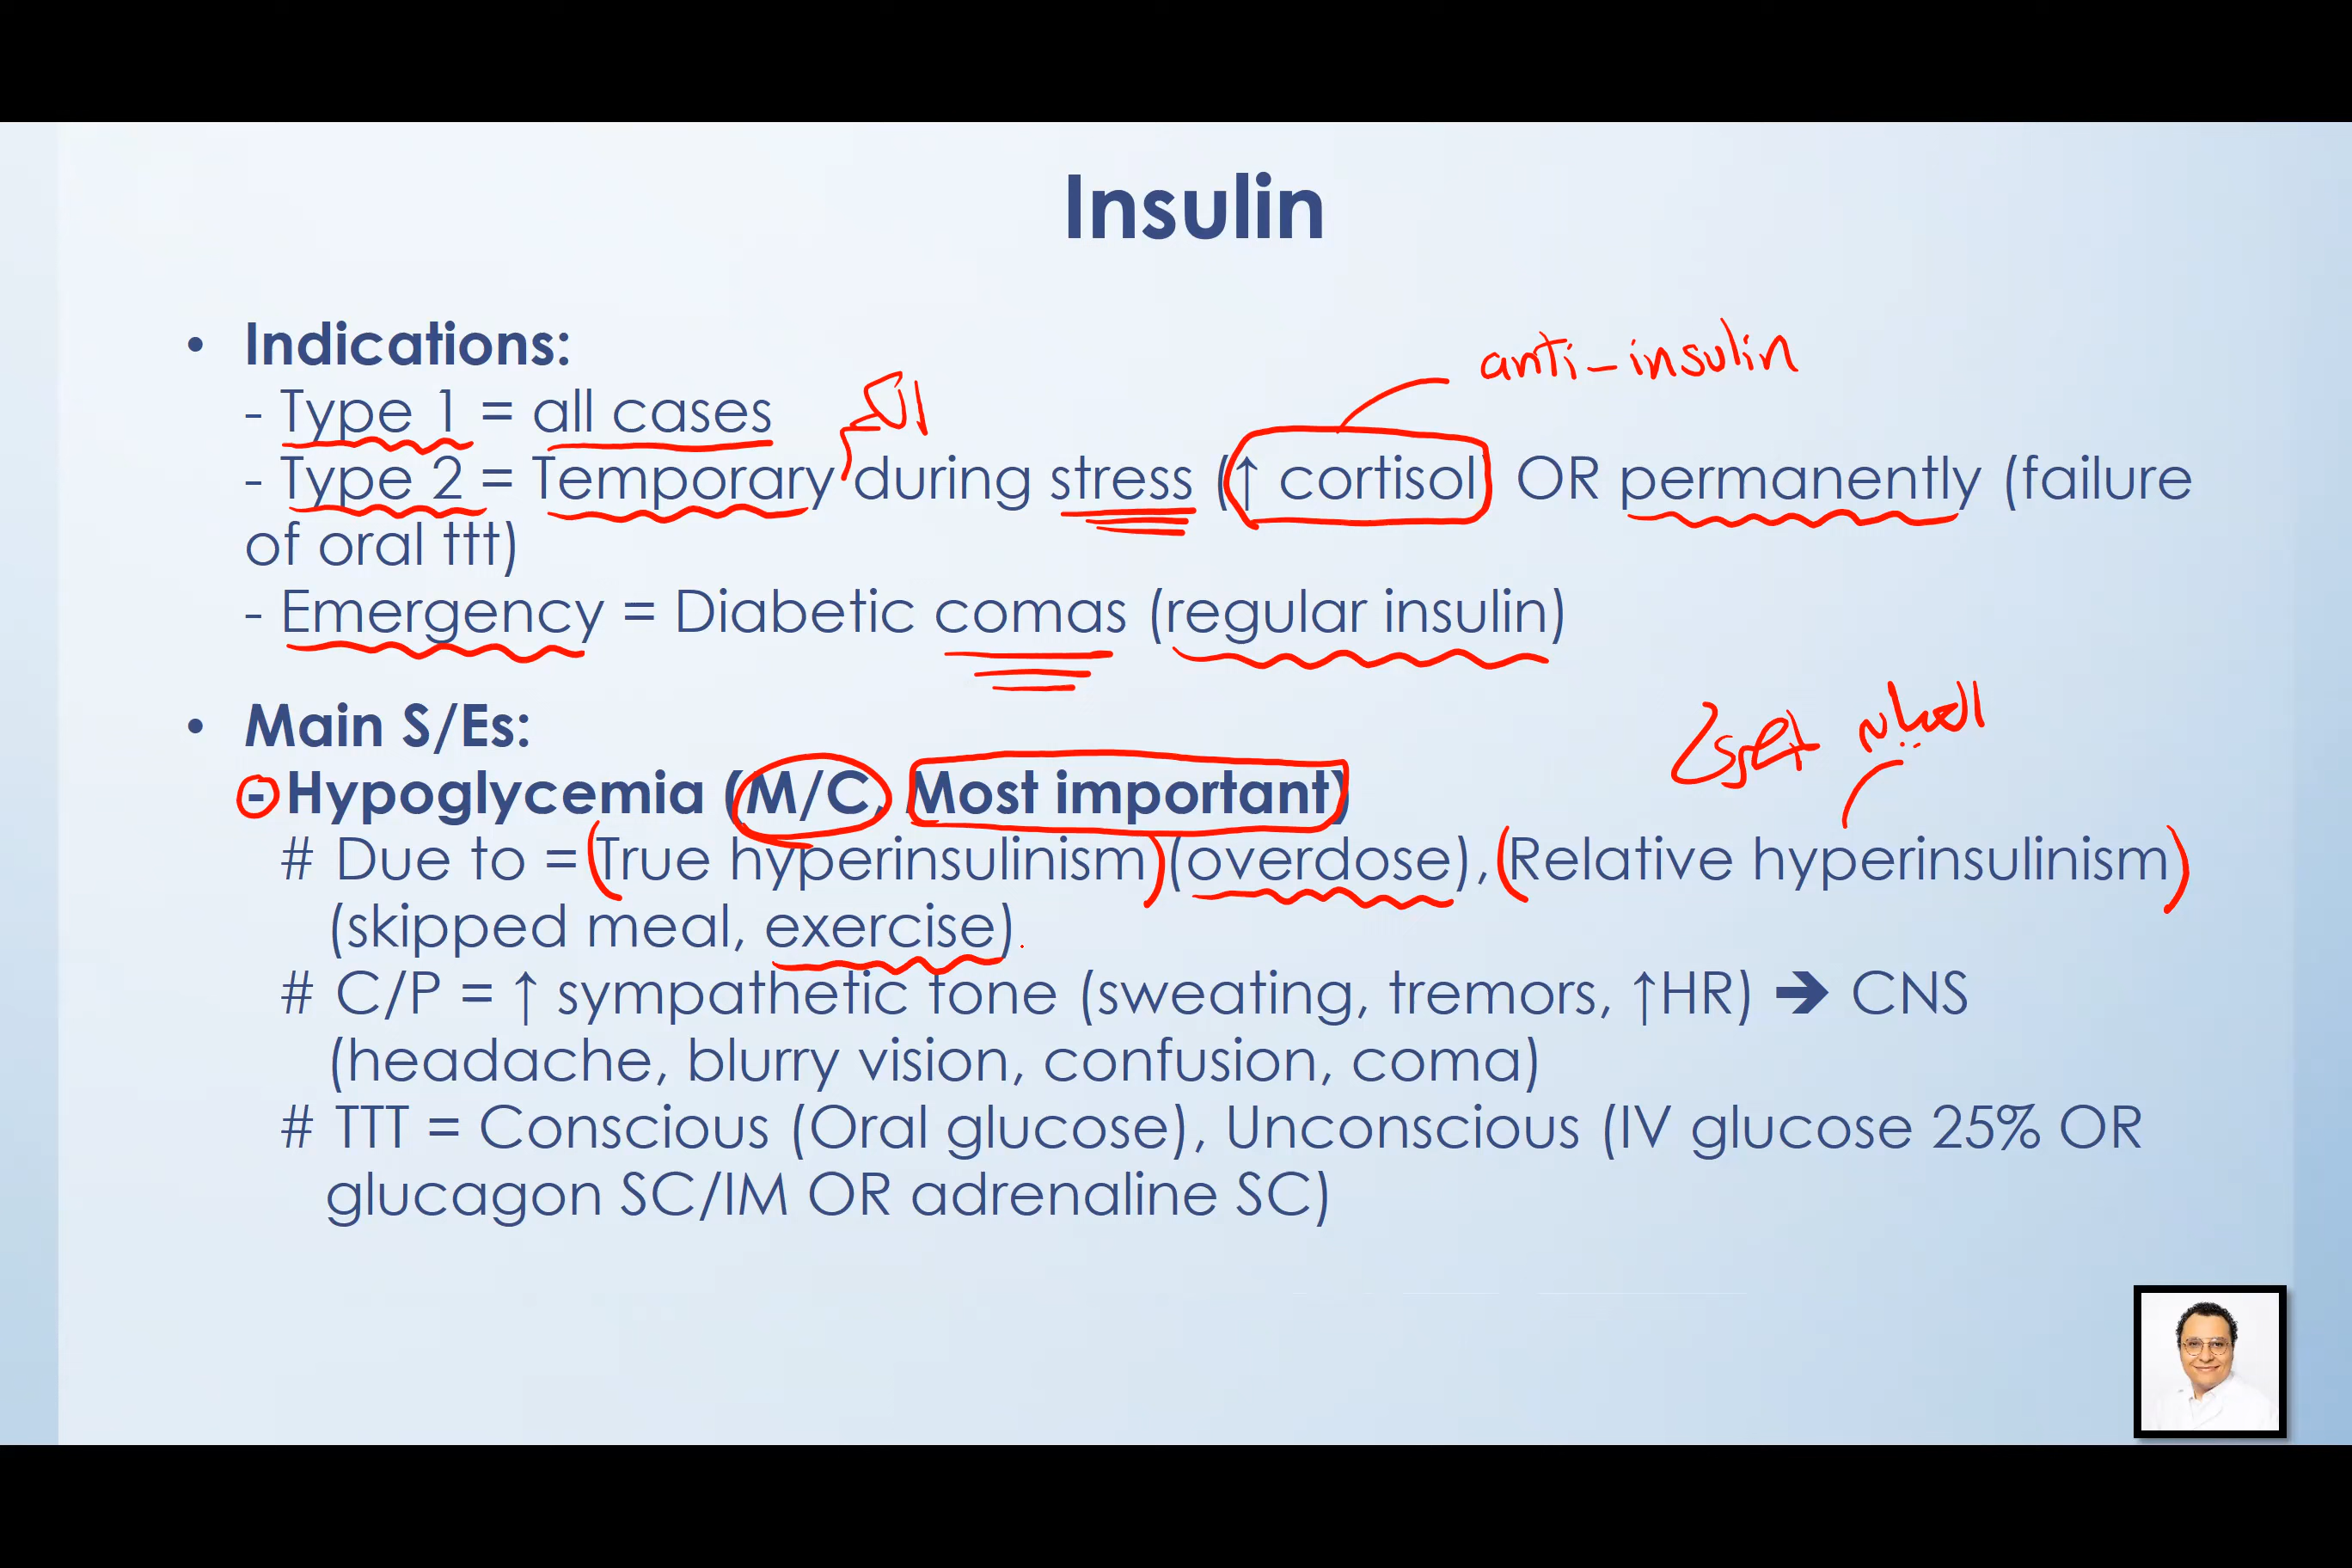 Insulin
• Indications:
anti-insulin
- Type 1 = all cases
- Type 2 = Temporary during stress (↑ cortisol) OR permanently (failure
of oral ttt)
- Emergency = Diabetic comas (regular insulin)
• Main S/Es:
- Hypoglycemia (M/C, Most important)
# Due to = True hyperinsulinism (overdose), Relative hyperinsulinism
(skipped meal, exercise).
# C/P = ↑ sympathetic tone (sweating, tremors, ↑HR) ➔ CNS
(headache, blurry vision, confusion, coma)
# TTT = Conscious (Oral glucose), Unconscious (IV glucose 25% OR
glucagon SC/IM OR adrenaline SC)